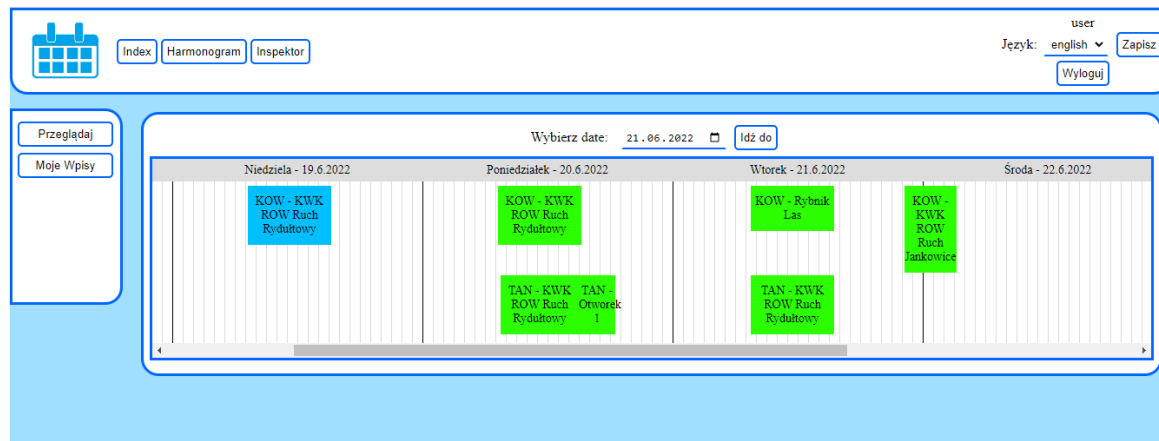 user
Index Harmonogram Inspektor
Język: english Zapisz
Wyloguj
Przeglądaj
Moje Wpisy
Wybierz date: 21.06.2022 Idź do
Niedziela - 19.6.2022 Poniedziałek - 20.6.2022 Wtorek - 21.6.2022 Środa - 22.6.2022
KOW - KWK
ROW Ruch
Rydułtowy
KOW - KWK
ROW Ruch
Rydułtowy
KOW - Rybnik
Las
KOW -
KWK
ROW
Ruch
Jankowice
TAN - KWK
ROW Ruch
Rydułtowy
TAN -
Otworek
1
TAN - KWK
ROW Ruch
Rydułtowy